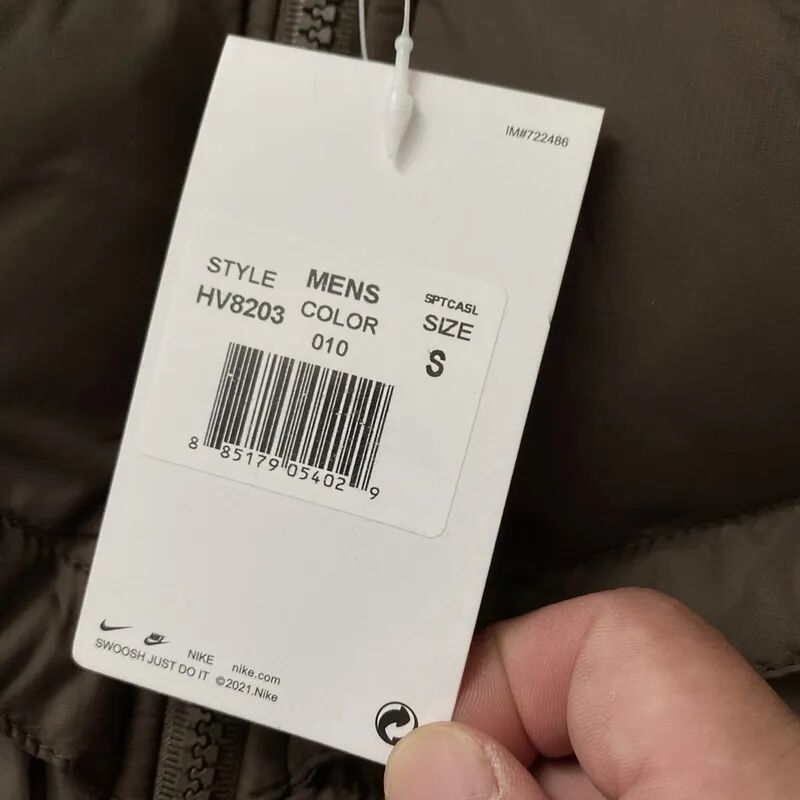 IM#722486
STYLE MENS SPTCASL
HV8203 COLOR SIZE
010 S
8 85179 05402 9
NIKE nike.com
SWOOSH JUST DO IT ©2021.Nike